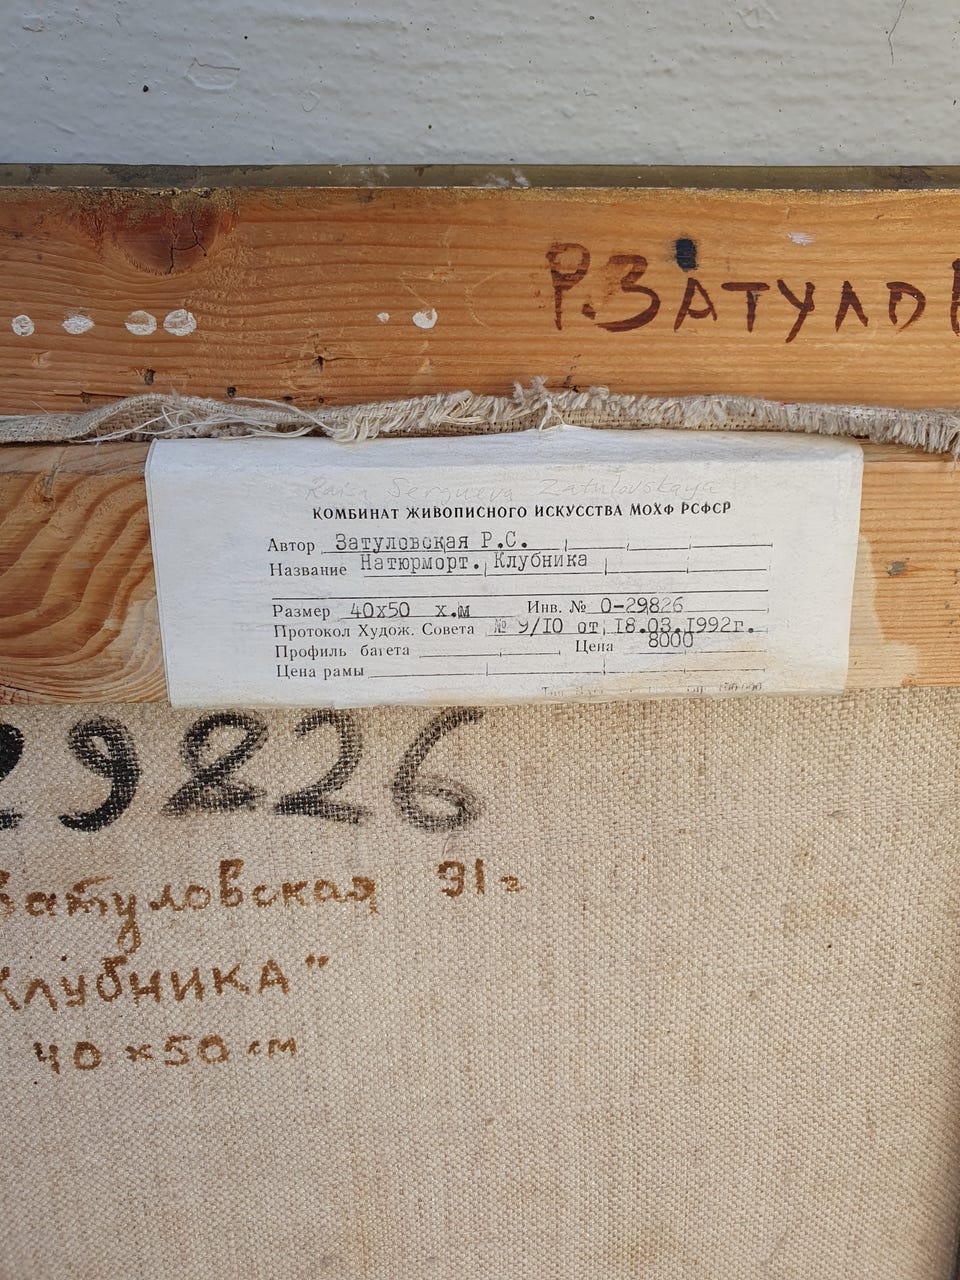 Р. ЗАТУЛО
Raisa Sergueva Zatulovskaya
КОМБИНАТ ЖИВОПИСНОГО ИСКУССТВА МОХФ РСФСР
Автор Затуловская Р.С.
Название Натюрморт. Клубника
Размер 40х50 х.м Инв. № 0-29826
Протокол Худож. Совета № 9/10 от 18.03.1992г.
Профиль багета Цена 8000
Цена рамы
29826
Затуловская 91г
Клубника"
40 х 50 см